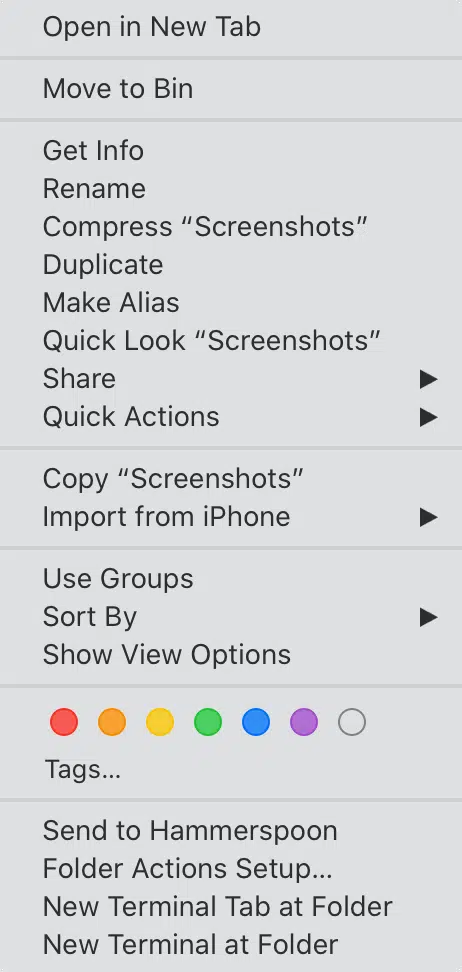 Open in New Tab
Move to Bin
Get Info
Rename
Compress “Screenshots”
Duplicate
Make Alias
Quick Look “Screenshots”
Share
Quick Actions
Copy “Screenshots”
Import from iPhone
Use Groups
Sort By
Show View Options
Tags...
Send to Hammerspoon
Folder Actions Setup...
New Terminal Tab at Folder
New Terminal at Folder